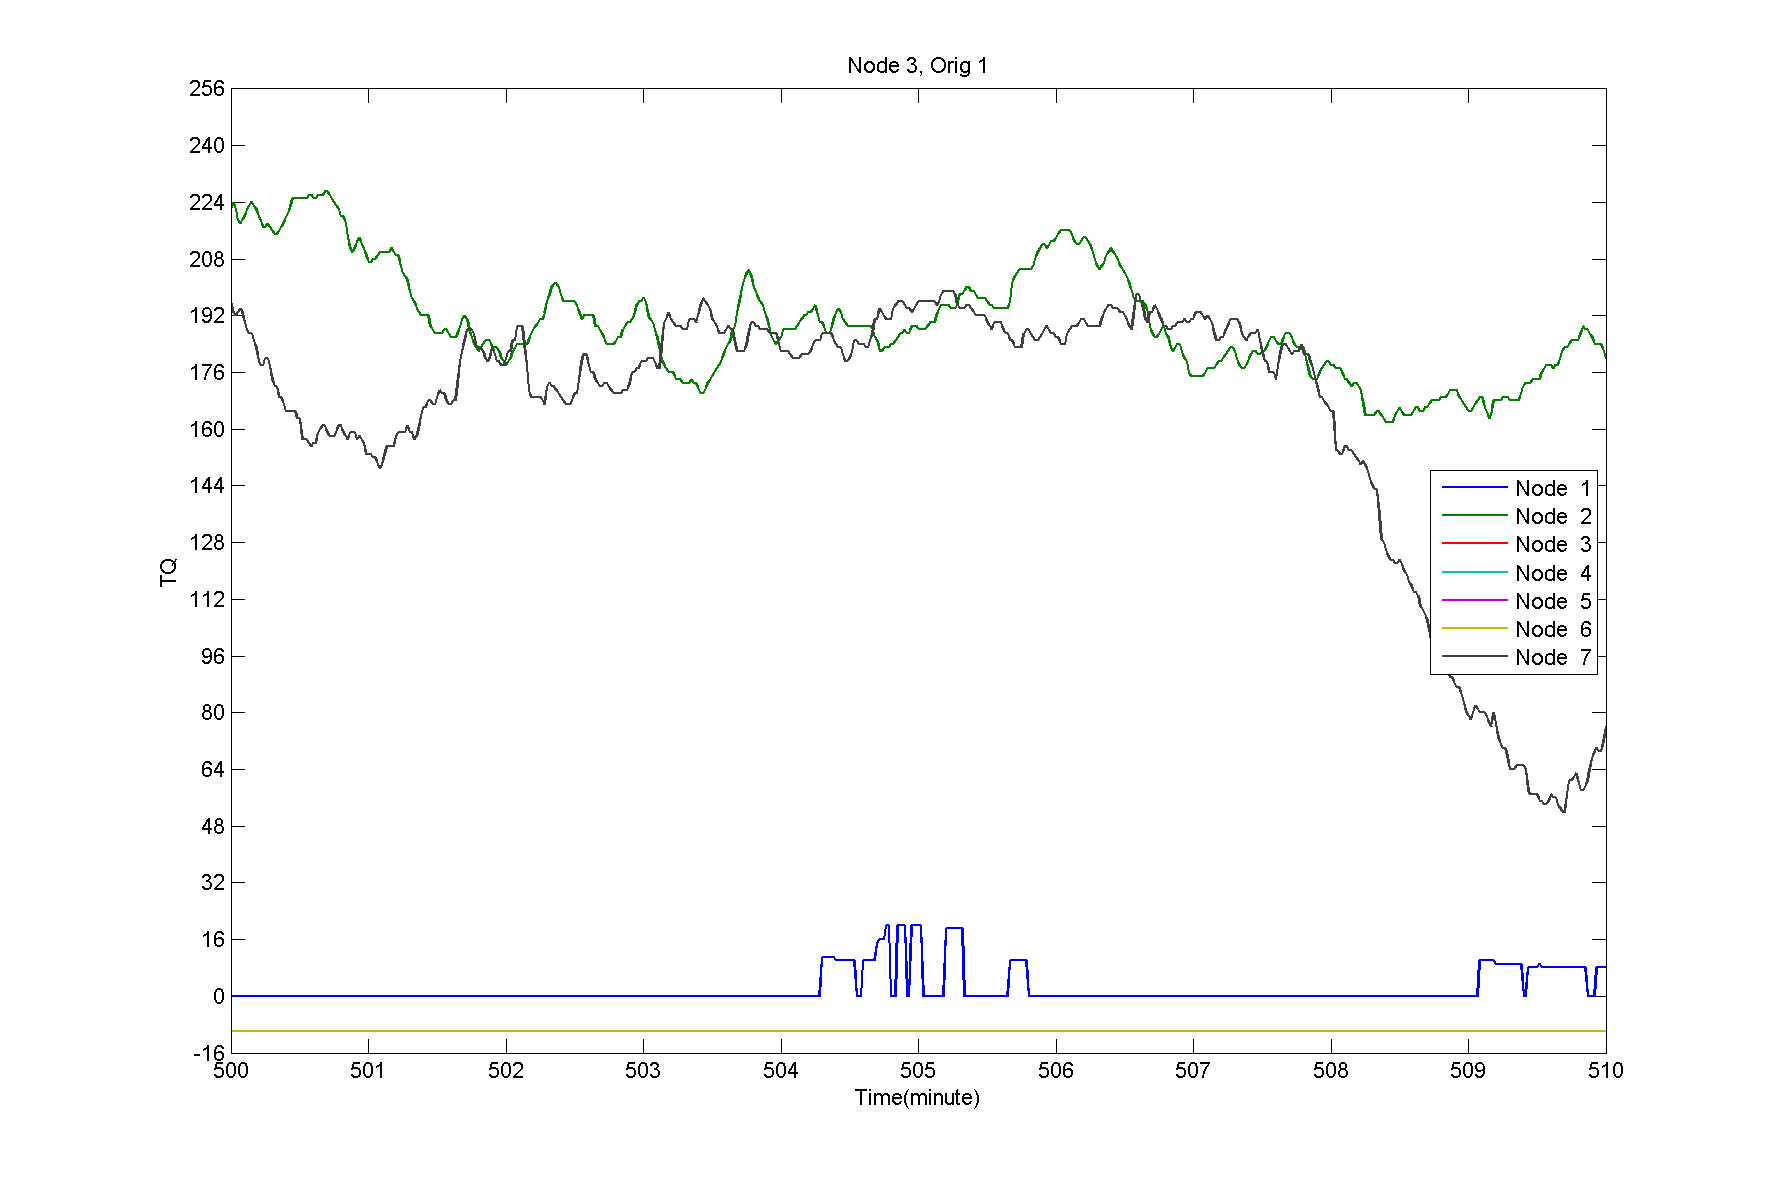 Node 3, Orig 1
256
240
224
208
192
176
160
144
128
112
96
80
64
48
32
16
0
-16
TQ
Node 1
Node 2
Node 3
Node 4
Node 5
Node 6
Node 7
500 501 502 503 504 505 506 507 508 509 510
Time(minute)